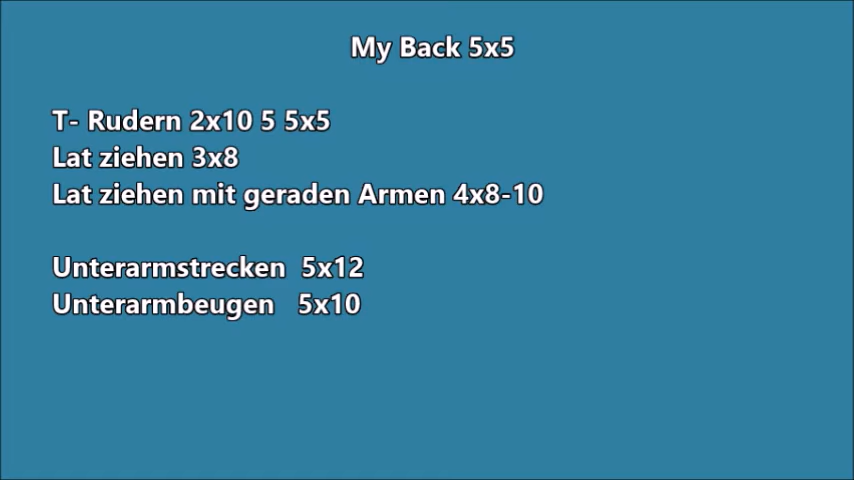 My Back 5x5
T- Rudern 2x10 5 5x5
Lat ziehen 3x8
Lat ziehen mit geraden Armen 4x8-10
Unterarmstrecken 5x12
Unterarmbeugen 5x10